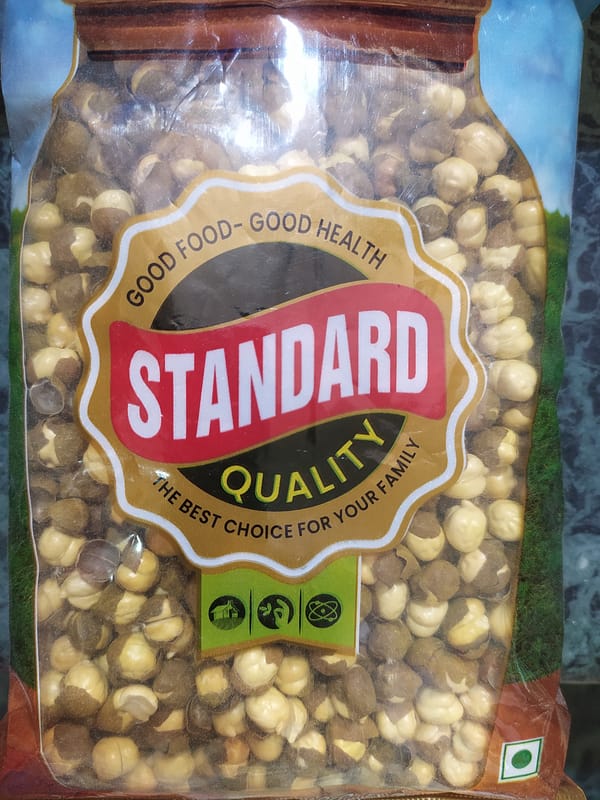 GOOD FOOD- GOOD HEALTH
STANDARD
QUALITY
THE BEST CHOICE FOR YOUR FAMILY